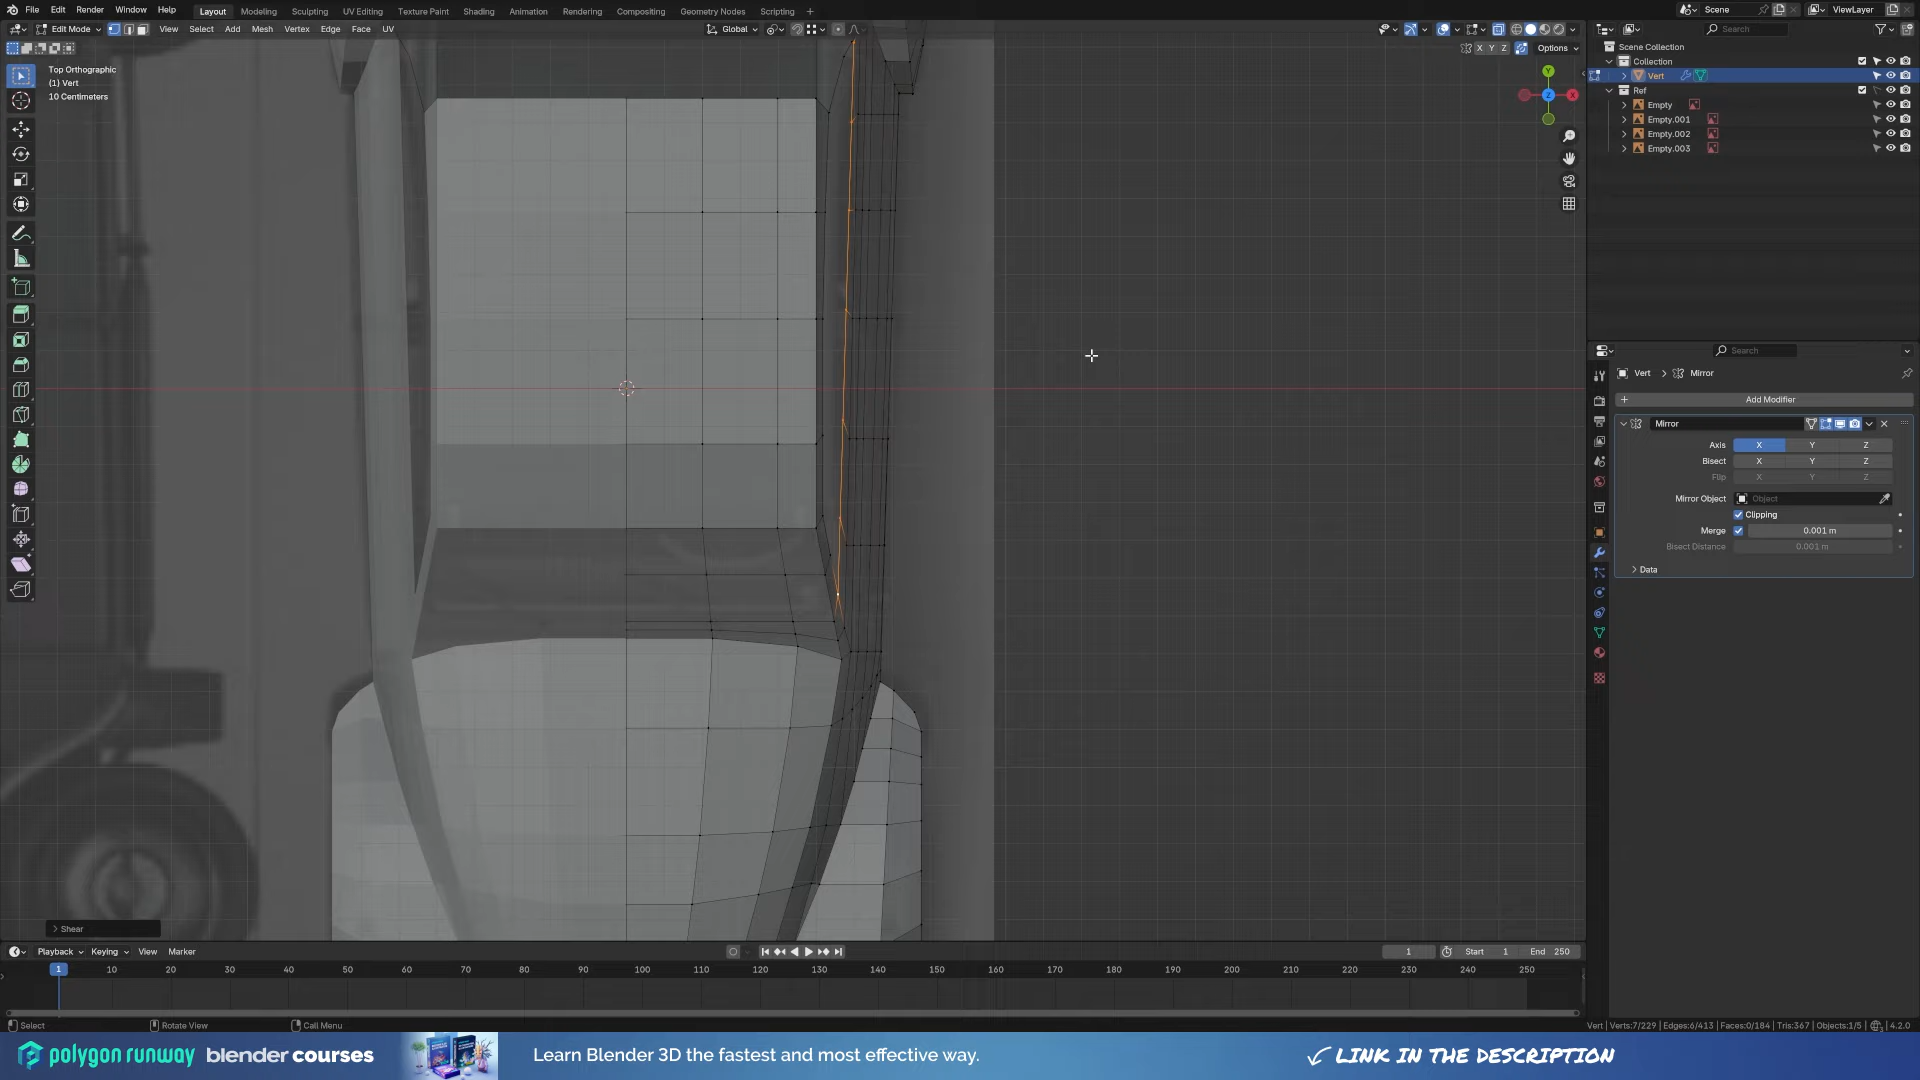 File Edit Render Window Help
Layout Modeling Sculpting UV Editing Texture Paint Shading Animation Rendering Compositing Geometry Nodes Scripting +
Scene
ViewLayer
Edit Mode View Select Add Mesh Vertex Edge Face UV
Global
Search
X Y Z Options
Top Orthographic
(1) Vert
10 Centimeters
Y
X
Z
Scene Collection
Collection
Vert
Ref
Empty
Empty.001
Empty.002
Empty.003
Search
Vert > Mirror
+ Add Modifier
Mirror
Axis X Y Z
Bisect X Y Z
Flip X Y Z
Mirror Object Object
Clipping
Merge 0.001 m
Bisect Distance 0.001 m
> Data
> Shear
Playback Keying View Marker
1 Start 1 End 250
1 10 20 30 40 50 60 70 80 90 100 110 120 130 140 150 160 170 180 190 200 210 220 230 240 250
Select Rotate View Call Menu
Vert | Verts:7/229 | Edges:6/413 | Faces:0/184 | Tris:367 | Objects:1/5 | 4.2.0
polygon runway blender courses
Learn Blender 3D the fastest and most effective way.
LINK IN THE DESCRIPTION